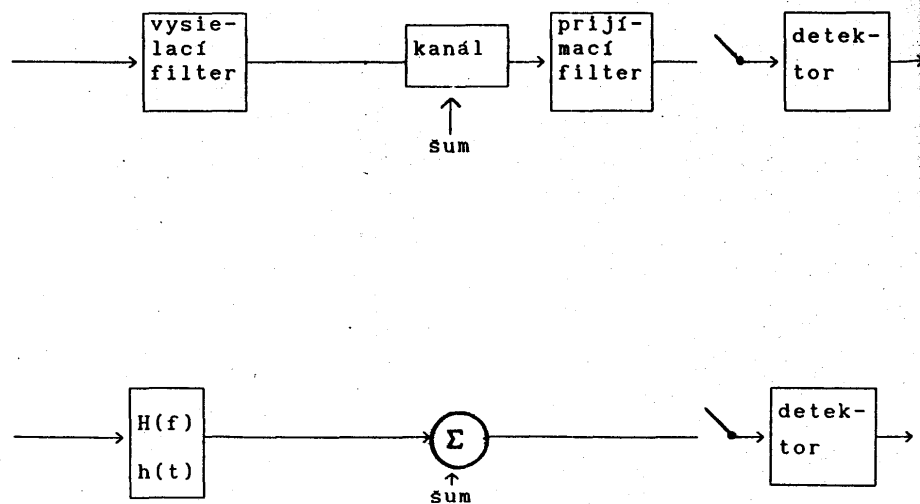 vysie-
lací
filter
kanál
šum
prijí-
mací
filter
detek-
tor
H(f)
h(t)
Σ
šum
detek-
tor